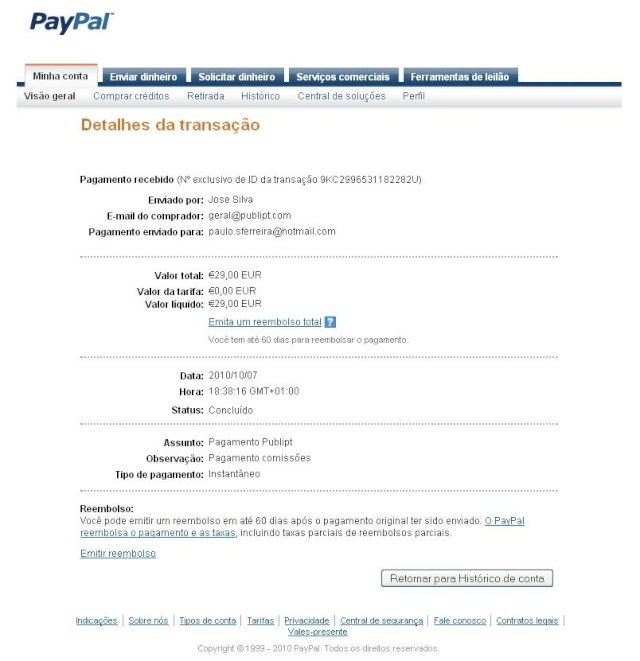 PayPal
Minha conta Enviar dinheiro Solicitar dinheiro Serviços comerciais Ferramentas de leilão
Visão geral Comprar créditos Retirada Histórico Central de soluções Perfil
Detalhes da transação
Pagamento recebido (Nº exclusivo de ID da transação 9KC2996531182282U)
Enviado por: Jose Silva
E-mail do comprador: geral@publipt.com
Pagamento enviado para: paulo.sferreira@hotmail.com
Valor total: €29,00 EUR
Valor da tarifa: €0,00 EUR
Valor líquido: €29,00 EUR
Emita um reembolso total ?
Você tem até 60 dias para reembolsar o pagamento.
Data: 2010/10/07
Hora: 18:38:16 GMT+01:00
Status: Concluído
Assunto: Pagamento Publipt
Observação: Pagamento comissões
Tipo de pagamento: Instantâneo
Reembolso:
Você pode emitir um reembolso em até 60 dias após o pagamento original ter sido enviado. O PayPal
reembolsa o pagamento e as taxas, incluindo taxas parciais de reembolsos parciais.
Emitir reembolso
Retornar para Histórico de conta
Indicações | Sobre nós | Tipos de conta | Tarifas | Privacidade | Central de segurança | Fale conosco | Contratos legais |
Vales-presente
Copyright © 1999 - 2010 PayPal. Todos os direitos reservados.